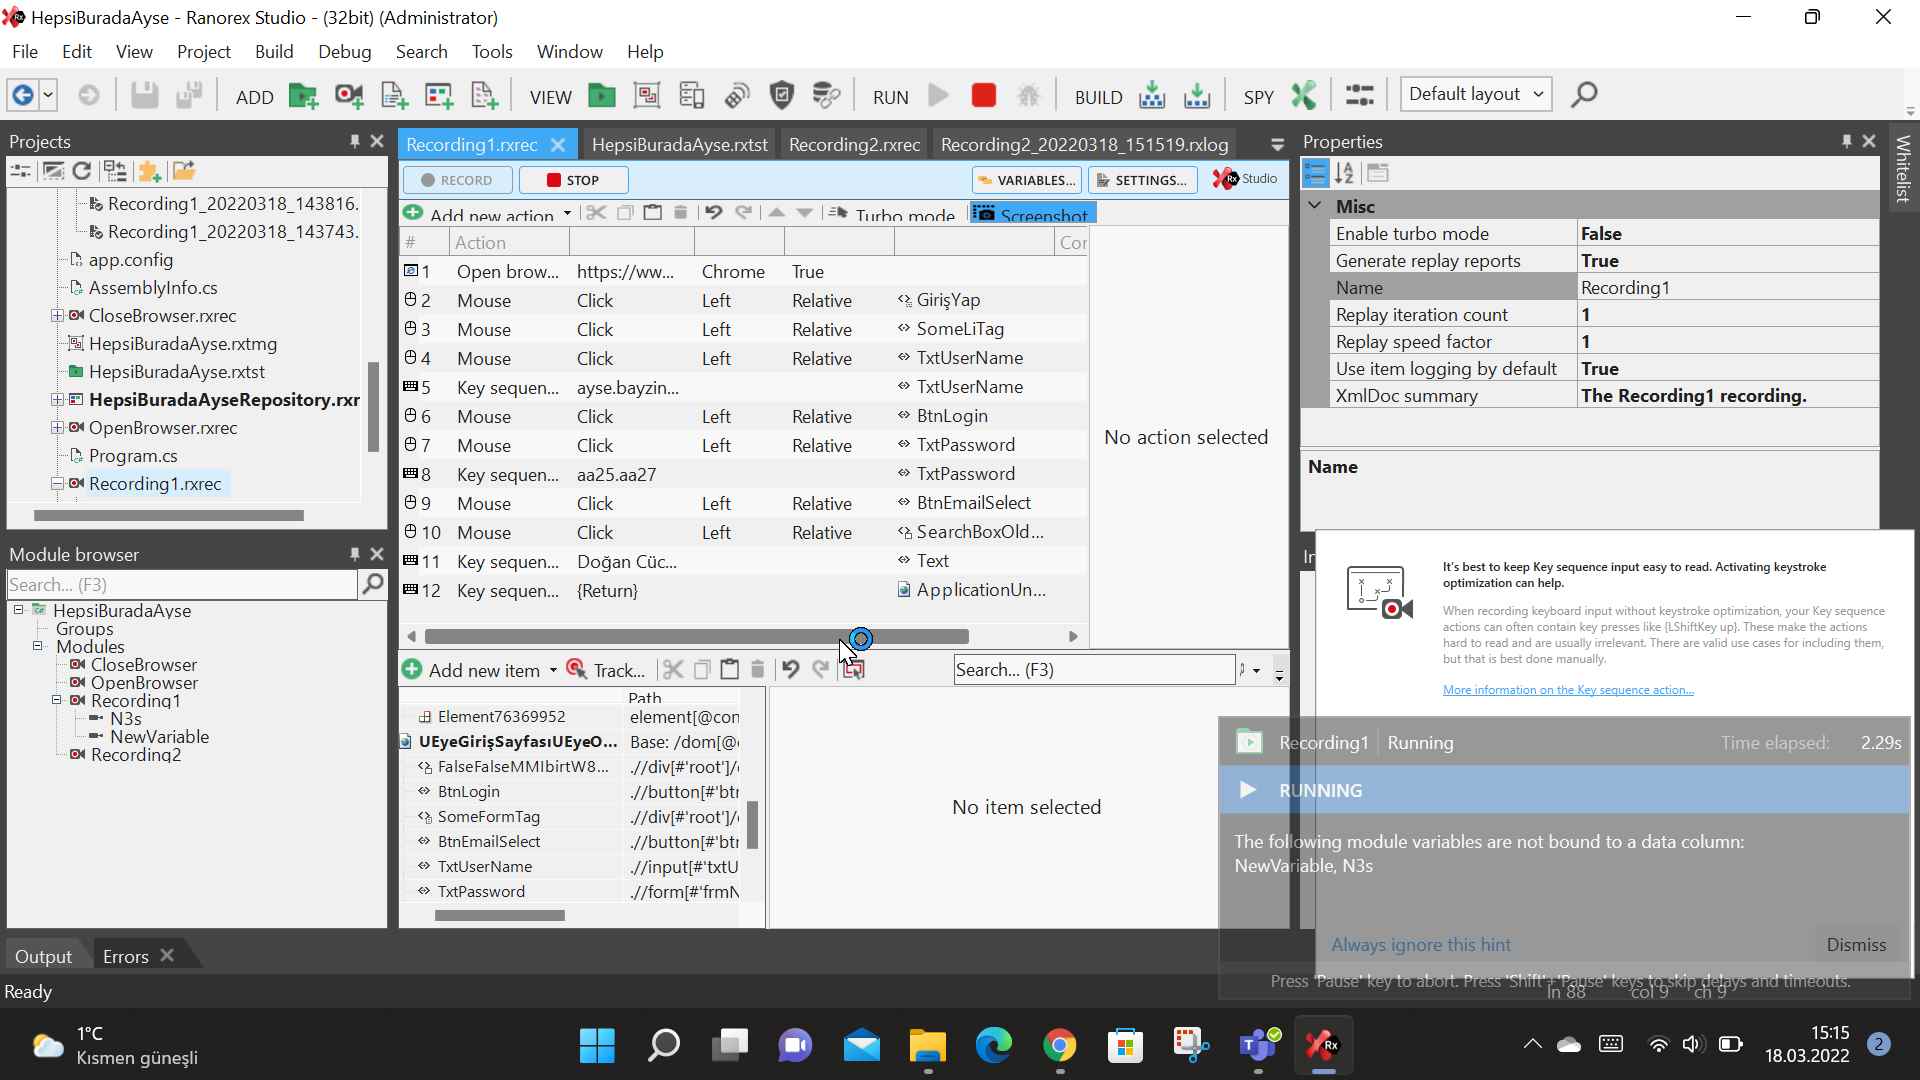 HepsiBuradaAyse - Ranorex Studio - (32bit) (Administrator)
File Edit View Project Build Debug Search Tools Window Help
ADD VIEW RUN BUILD SPY Default layout
Projects
Recording1_20220318_143816.
Recording1_20220318_143743.
app.config
AssemblyInfo.cs
CloseBrowser.rxrec
HepsiBuradaAyse.rxtmg
HepsiBuradaAyse.rxtst
HepsiBuradaAyseRepository.rxr
OpenBrowser.rxrec
Program.cs
Recording1.rxrec
Module browser
Search... (F3)
HepsiBuradaAyse
Groups
Modules
CloseBrowser
OpenBrowser
Recording1
N3s
NewVariable
Recording2
Recording1.rxrec HepsiBuradaAyse.rxtst Recording2.rxrec Recording2_20220318_151519.rxlog
RECORD STOP VARIABLES... SETTINGS... Rx Studio
Add new action Turbo mode Screenshot
# Action Cor
1 Open brow... https://ww... Chrome True
2 Mouse Click Left Relative GirişYap
3 Mouse Click Left Relative SomeLiTag
4 Mouse Click Left Relative TxtUserName
5 Key sequen... ayse.bayzin... TxtUserName
6 Mouse Click Left Relative BtnLogin
7 Mouse Click Left Relative TxtPassword
8 Key sequen... aa25.aa27 TxtPassword
9 Mouse Click Left Relative BtnEmailSelect
10 Mouse Click Left Relative SearchBoxOld...
11 Key sequen... Doğan Cüc... Text
12 Key sequen... {Return} ApplicationUn...
No action selected
Add new item Track... Search... (F3)
Path
Element76369952 element[@con
UEyeGirişSayfasıUEyeO... Base: /dom[@
FalseFalseMMIbirtW8... .//div[#'root']/
BtnLogin .//button[#'btr
SomeFormTag .//div[#'root']/
BtnEmailSelect .//button[#'btr
TxtUserName .//input[#'txtU
TxtPassword .//form[#'frmN
No item selected
Properties
Whitelist
Misc
Enable turbo mode False
Generate replay reports True
Name Recording1
Replay iteration count 1
Replay speed factor 1
Use item logging by default True
XmlDoc summary The Recording1 recording.
Name
In
It's best to keep Key sequence input easy to read. Activating keystroke
optimization can help.
When recording keyboard input without keystroke optimization, your Key sequence
actions can often contain key presses like {LShiftKey up}. These make the actions
hard to read and are usually irrelevant. There are valid use cases for including them,
but that is best done manually.
More information on the Key sequence action...
Recording1 Running Time elapsed: 2.29s
RUNNING
The following module variables are not bound to a data column:
NewVariable, N3s
Always ignore this hint Dismiss
Press 'Pause' key to abort. Press 'Shift'+'Pause' keys to skip delays and timeouts.
Output Errors
Ready ln 88 col 9 ch 9
1°C
Kısmen güneşli
15:15
18.03.2022
2